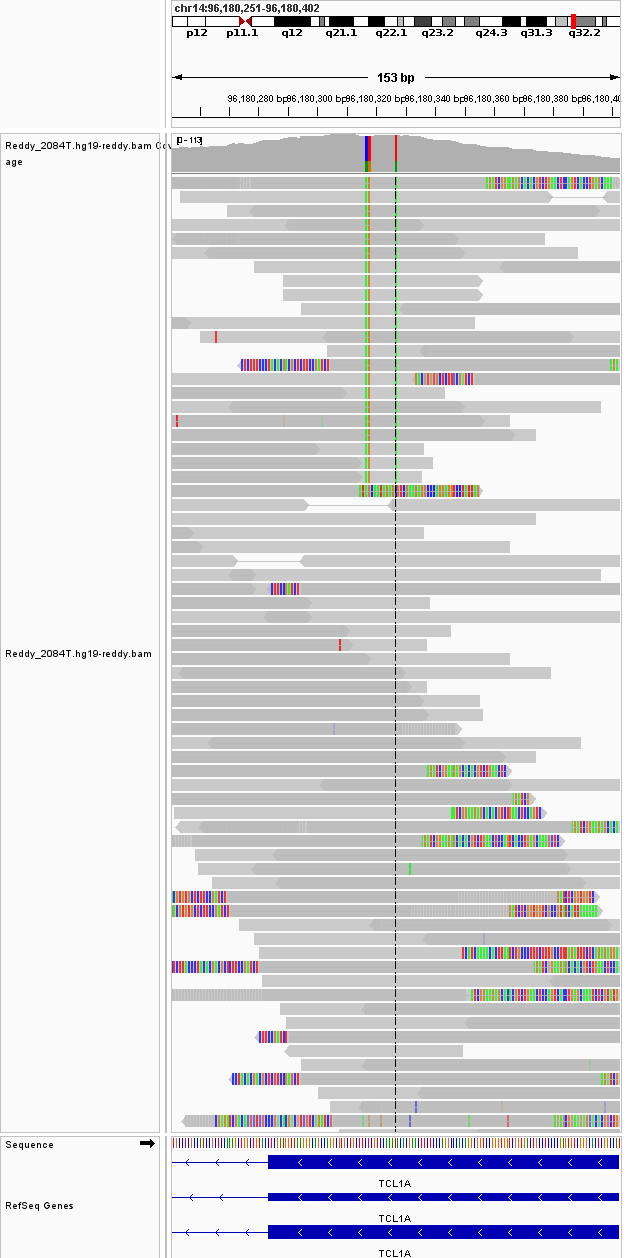 chr14:96,180,251-96,180,402
p12 p11.1 q12 q21.1 q22.1 q23.2 q24.3 q31.3 q32.2
153 bp
96,180,280 bp 96,180,300 bp 96,180,320 bp 96,180,340 bp 96,180,360 bp 96,180,380 bp 96,180,40
[0 - 113]
Reddy_2084T.hg19-reddy.bam Cov
age
Reddy_2084T.hg19-reddy.bam
Sequence
TCL1A
RefSeq Genes
TCL1A
TCL1A